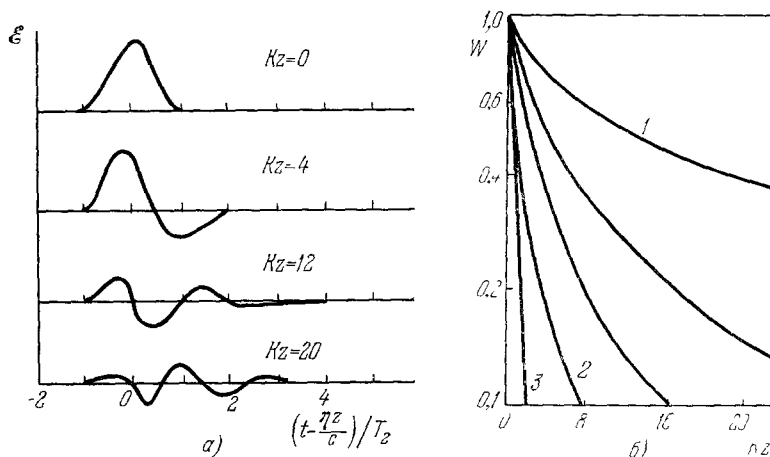 ℰ
Kz=0
Kz=4
Kz=12
Kz=20
-2 0 2 4
(t-ηz/c)/T₂
а)
1,0
W
0,6
0,4
0,2
0,1
1
2
3
0 8 16
б)